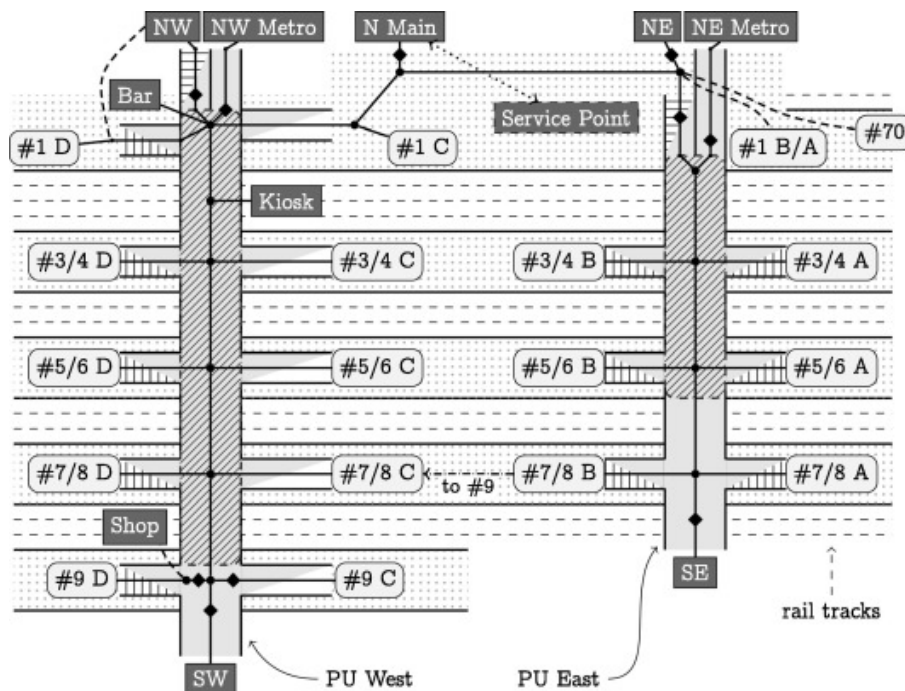 NW NW Metro N Main NE NE Metro
Bar
Service Point
#1 D #1 C #1 B/A #70
Kiosk
#3/4 D #3/4 C #3/4 B #3/4 A
#5/6 D #5/6 C #5/6 B #5/6 A
#7/8 D #7/8 C to #9 #7/8 B #7/8 A
Shop
#9 D #9 C SE
rail tracks
SW PU West PU East